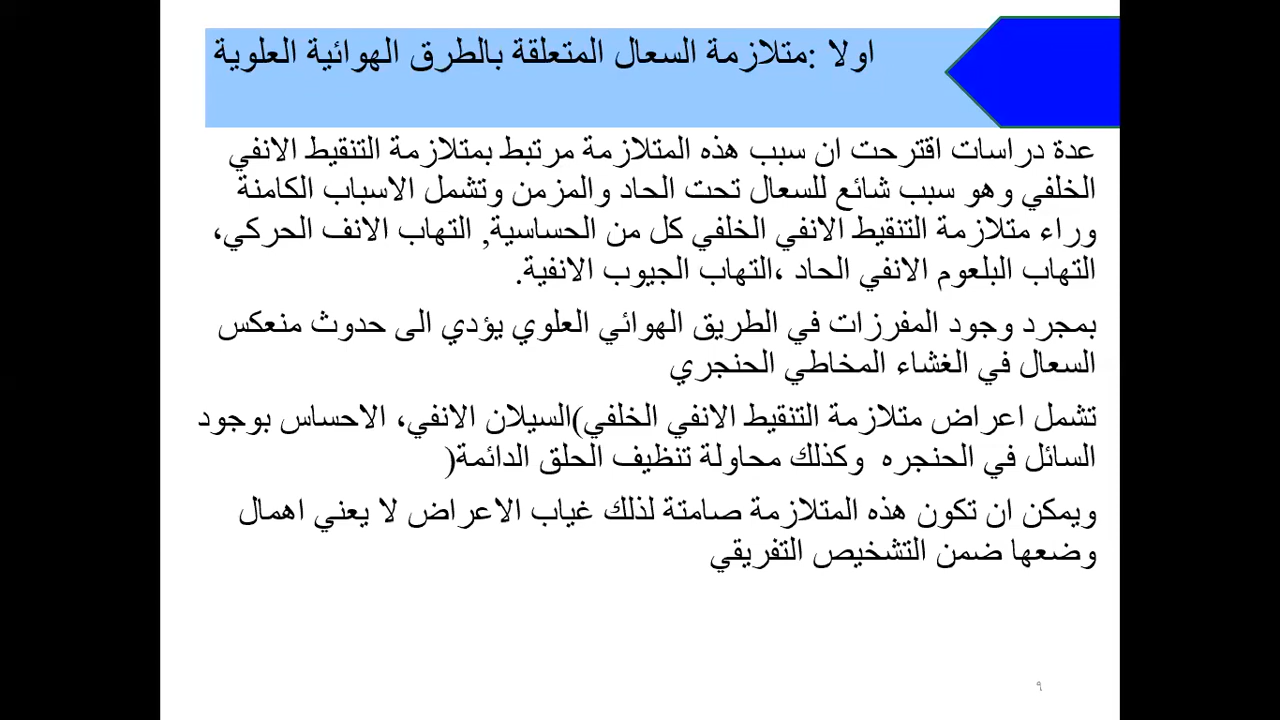 اولا :متلازمة السعال المتعلقة بالطرق الهوائية العلوية
عدة دراسات اقترحت ان سبب هذه المتلازمة مرتبط بمتلازمة التنقيط الانفي
الخلفي وهو سبب شائع للسعال تحت الحاد والمزمن وتشمل الاسباب الكامنة
وراء متلازمة التنقيط الانفي الخلفي كل من الحساسية, التهاب الانف الحركي،
التهاب البلعوم الانفي الحاد ،التهاب الجيوب الانفية.
بمجرد وجود المفرزات في الطريق الهوائي العلوي يؤدي الى حدوث منعكس
السعال في الغشاء المخاطي الحنجري
تشمل اعراض متلازمة التنقيط الانفي الخلفي)السيلان الانفي، الاحساس بوجود
السائل في الحنجره وكذلك محاولة تنظيف الحلق الدائمة(
ويمكن ان تكون هذه المتلازمة صامتة لذلك غياب الاعراض لا يعني اهمال
وضعها ضمن التشخيص التفريقي
٩